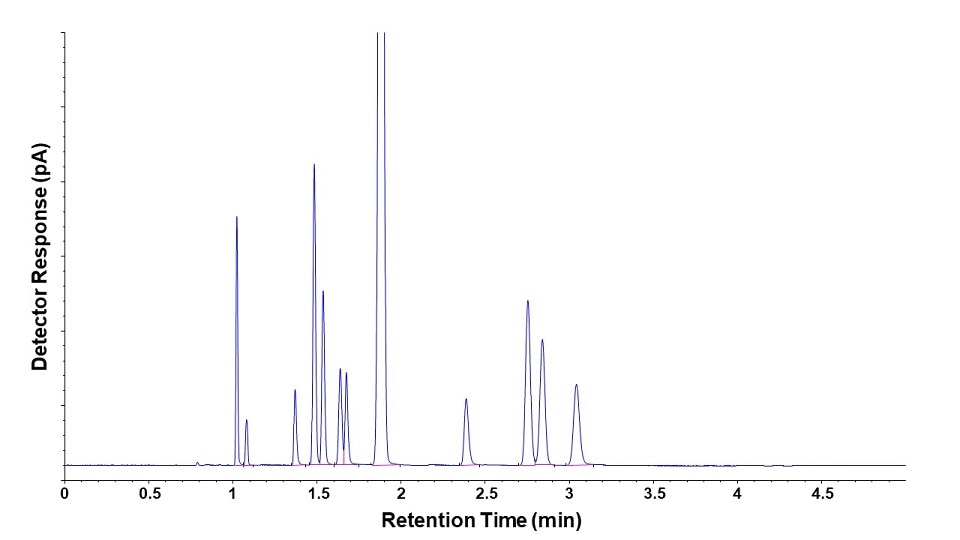 Detector Response (pA)
0 0.5 1 1.5 2 2.5 3 3.5 4 4.5
Retention Time (min)